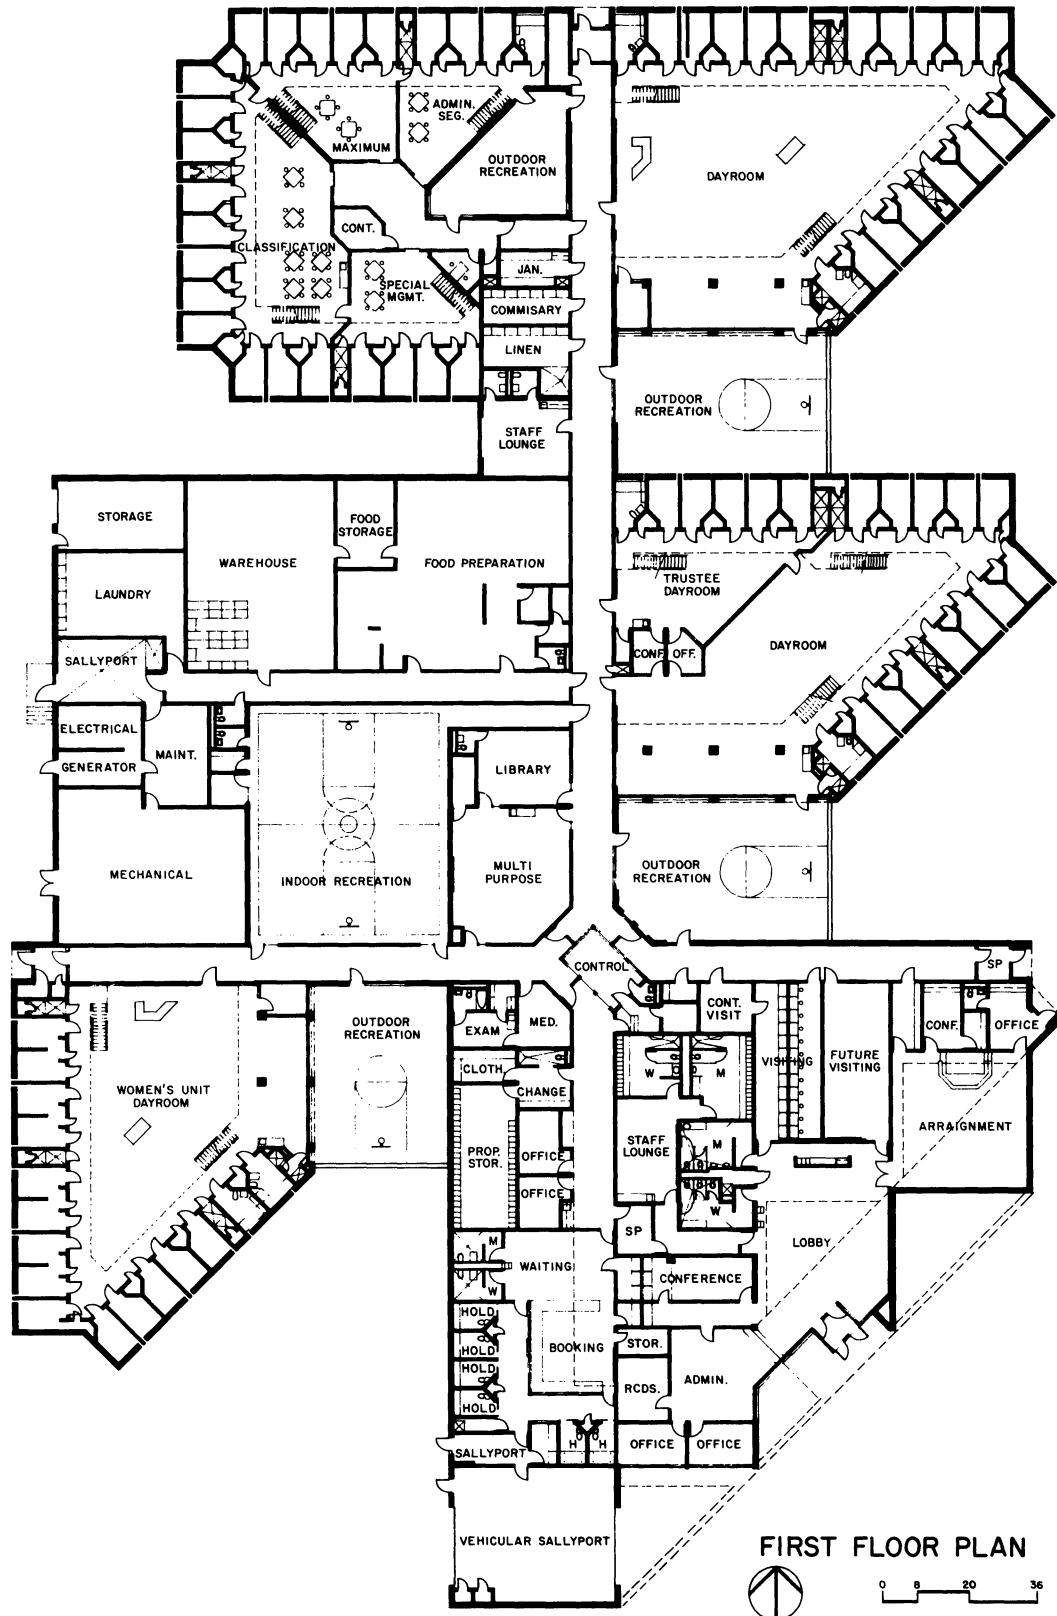 ADMIN.
SEG.
MAXIMUM
OUTDOOR
RECREATION
DAYROOM
CONT.
CLASSIFICATION
JAN.
SPECIAL
MGMT.
COMMISARY
LINEN
OUTDOOR
RECREATION
STAFF
LOUNGE
STORAGE
FOOD
STORAGE
WAREHOUSE
FOOD PREPARATION
LAUNDRY
TRUSTEE
DAYROOM
SALLYPORT
CONF.
OFF.
DAYROOM
ELECTRICAL
MAINT.
GENERATOR
LIBRARY
MECHANICAL
INDOOR RECREATION
MULTI
PURPOSE
OUTDOOR
RECREATION
CONTROL
SP
OUTDOOR
RECREATION
EXAM
MED.
CONT.
VISIT
CONF.
OFFICE
VISITING
FUTURE
VISITING
CLOTH.
W
M
WOMEN'S UNIT
DAYROOM
CHANGE
ARRAIGNMENT
PROP.
STOR.
OFFICE
STAFF
LOUNGE
M
OFFICE
W
SP
LOBBY
M
WAITING
W
CONFERENCE
HOLD
HOLD
BOOKING
STOR.
HOLD
RCDS.
ADMIN.
HOLD
SALLYPORT
H
H
OFFICE
OFFICE
VEHICULAR SALLYPORT
FIRST FLOOR PLAN
0 8 20 36